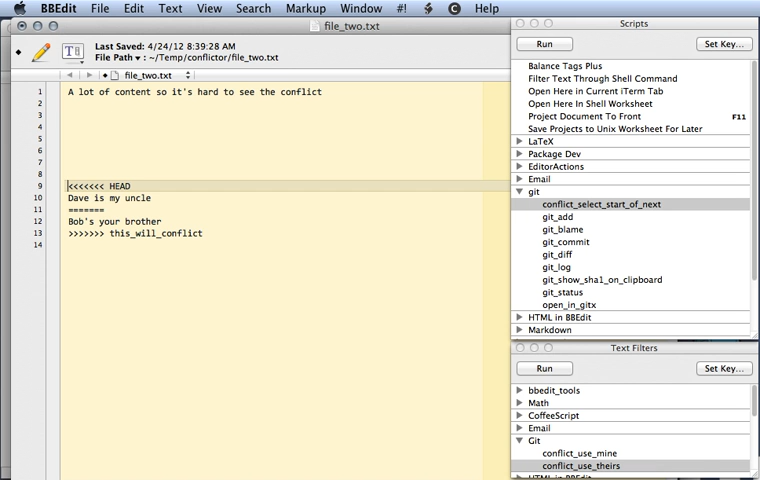 BBEdit File Edit Text View Search Markup Window #! Help
file_two.txt
Last Saved: 4/24/12 8:39:28 AM
File Path ▾ : ~/Temp/conflictor/file_two.txt
file_two.txt
1 A lot of content so it's hard to see the conflict
2
3
4
5
6
7
8
9 <<<<<<< HEAD
10 Dave is my uncle
11 =======
12 Bob's your brother
13 >>>>>>> this_will_conflict
14
Scripts
Run Set Key...
Balance Tags Plus
Filter Text Through Shell Command
Open Here in Current iTerm Tab
Open Here In Shell Worksheet
Project Document To Front F11
Save Projects to Unix Worksheet For Later
LaTeX
Package Dev
EditorActions
Email
git
conflict_select_start_of_next
git_add
git_blame
git_commit
git_diff
git_log
git_show_sha1_on_clipboard
git_status
open_in_gitx
HTML in BBEdit
Markdown
Text Filters
Run Set Key...
bbedit_tools
Math
CoffeeScript
Email
Git
conflict_use_mine
conflict_use_theirs
HTML in BBEdit